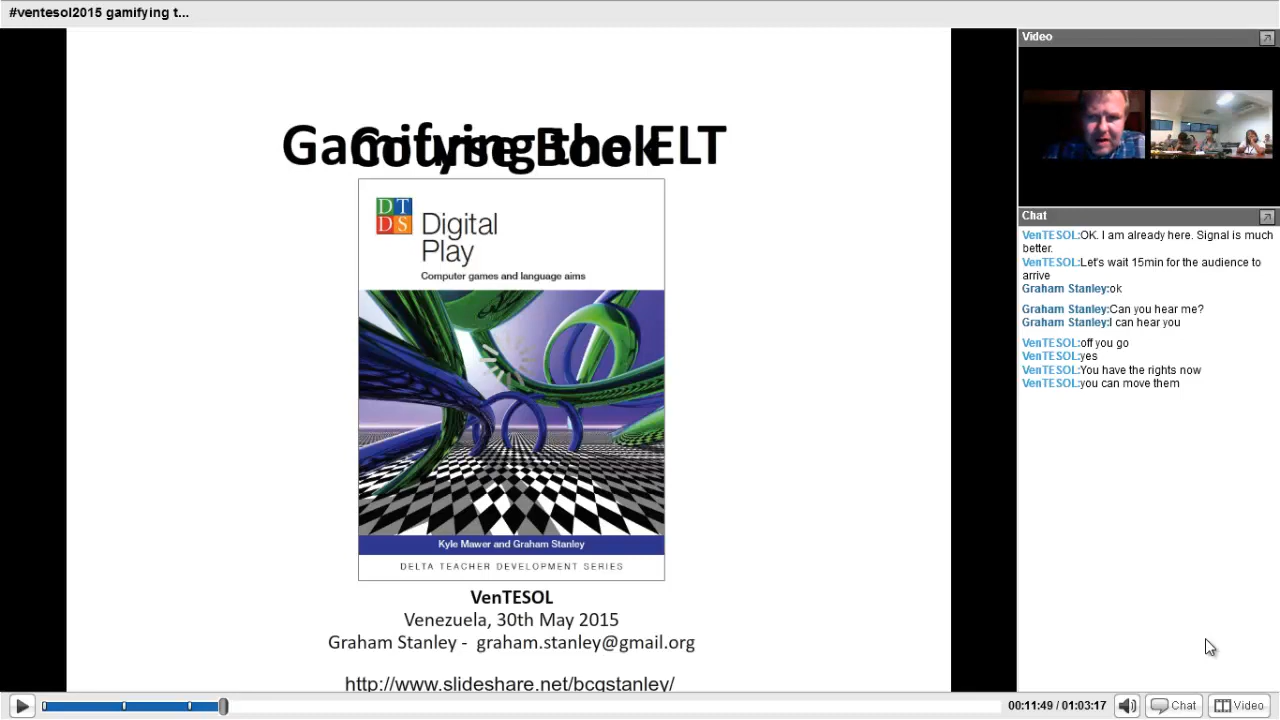 #ventesol2015 gamifying t...
Gamifying the ELT
Course Book
DT
DS
Digital
Play
Computer games and language aims
Kyle Mawer and Graham Stanley
DELTA TEACHER DEVELOPMENT SERIES
VenTESOL
Venezuela, 30th May 2015
Graham Stanley - graham.stanley@gmail.org
http://www.slideshare.net/bcgstanley/
Video
Chat
VenTESOL:OK. I am already here. Signal is much
better.
VenTESOL:Let's wait 15min for the audience to
arrive
Graham Stanley:ok
Graham Stanley:Can you hear me?
Graham Stanley:I can hear you
VenTESOL:off you go
VenTESOL:yes
VenTESOL:You have the rights now
VenTESOL:you can move them
00:11:49 / 01:03:17
Chat
Video